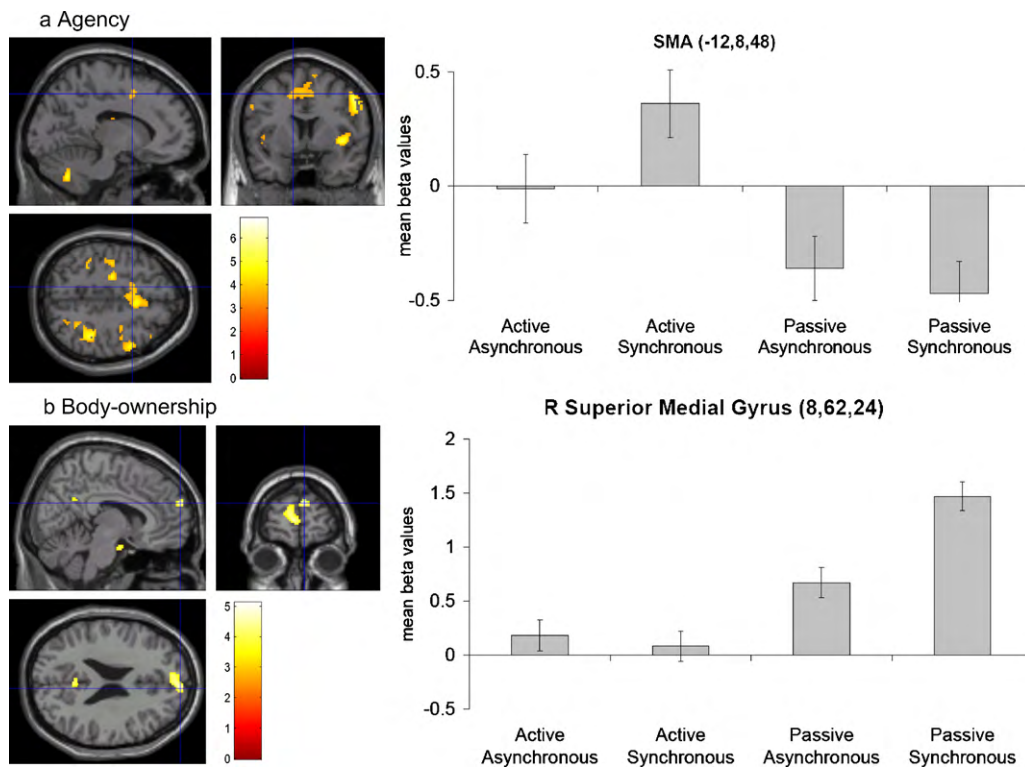 a Agency
6
5
4
3
2
1
0
SMA (-12,8,48)
mean beta values
0.5
0
-0.5
Active
Asynchronous
Active
Synchronous
Passive
Asynchronous
Passive
Synchronous
b Body-ownership
5
4
3
2
1
0
R Superior Medial Gyrus (8,62,24)
mean beta values
2
1.5
1
0.5
0
-0.5
Active
Asynchronous
Active
Synchronous
Passive
Asynchronous
Passive
Synchronous